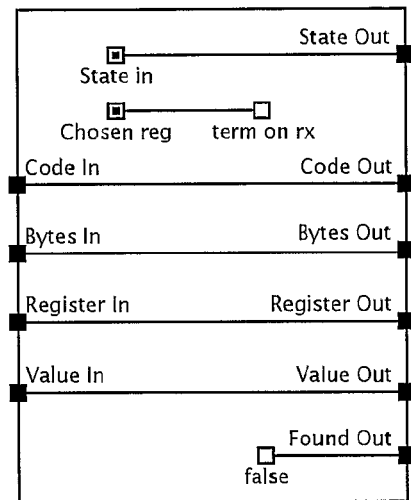 State Out
State in
Chosen reg term on rx
Code In Code Out
Bytes In Bytes Out
Register In Register Out
Value In Value Out
Found Out
false